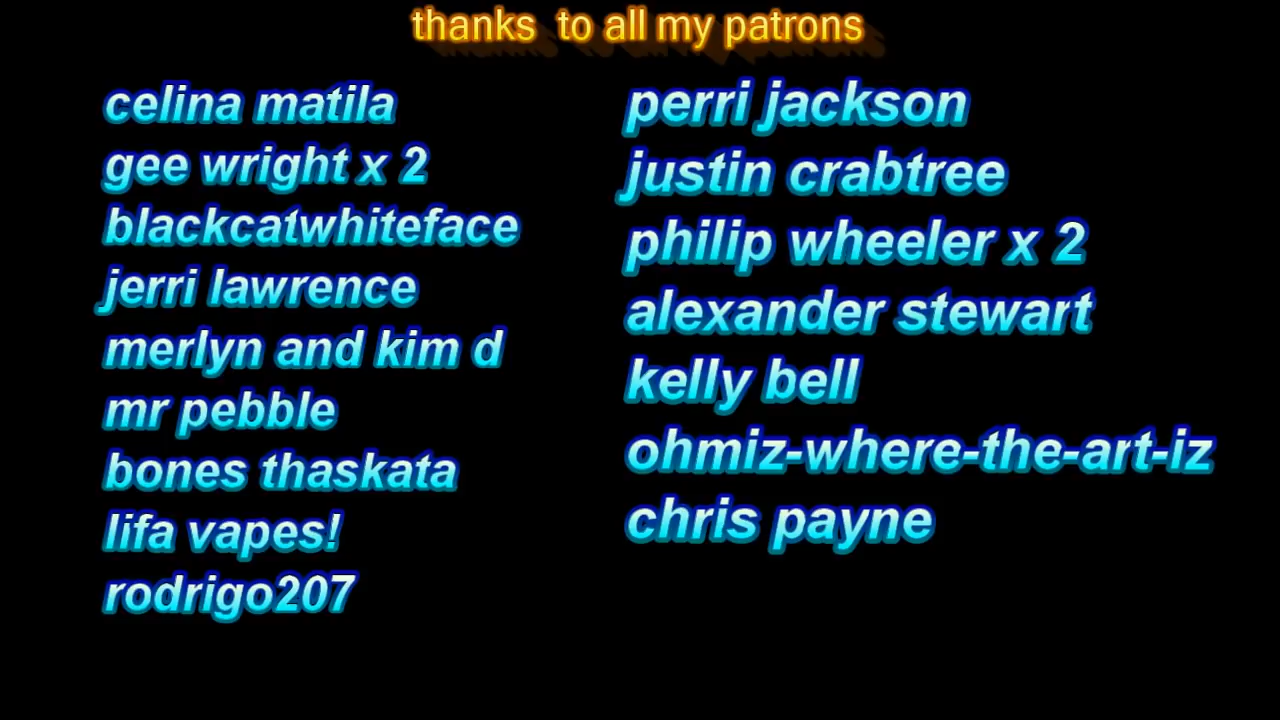 thanks  to all my patrons
celina matila
gee wright x 2
blackcatwhiteface
jerri lawrence
merlyn and kim d
mr pebble
bones thaskata
lifa vapes!
rodrigo207
perri jackson
justin crabtree
philip wheeler x 2
alexander stewart
kelly bell
ohmiz-where-the-art-iz
chris payne